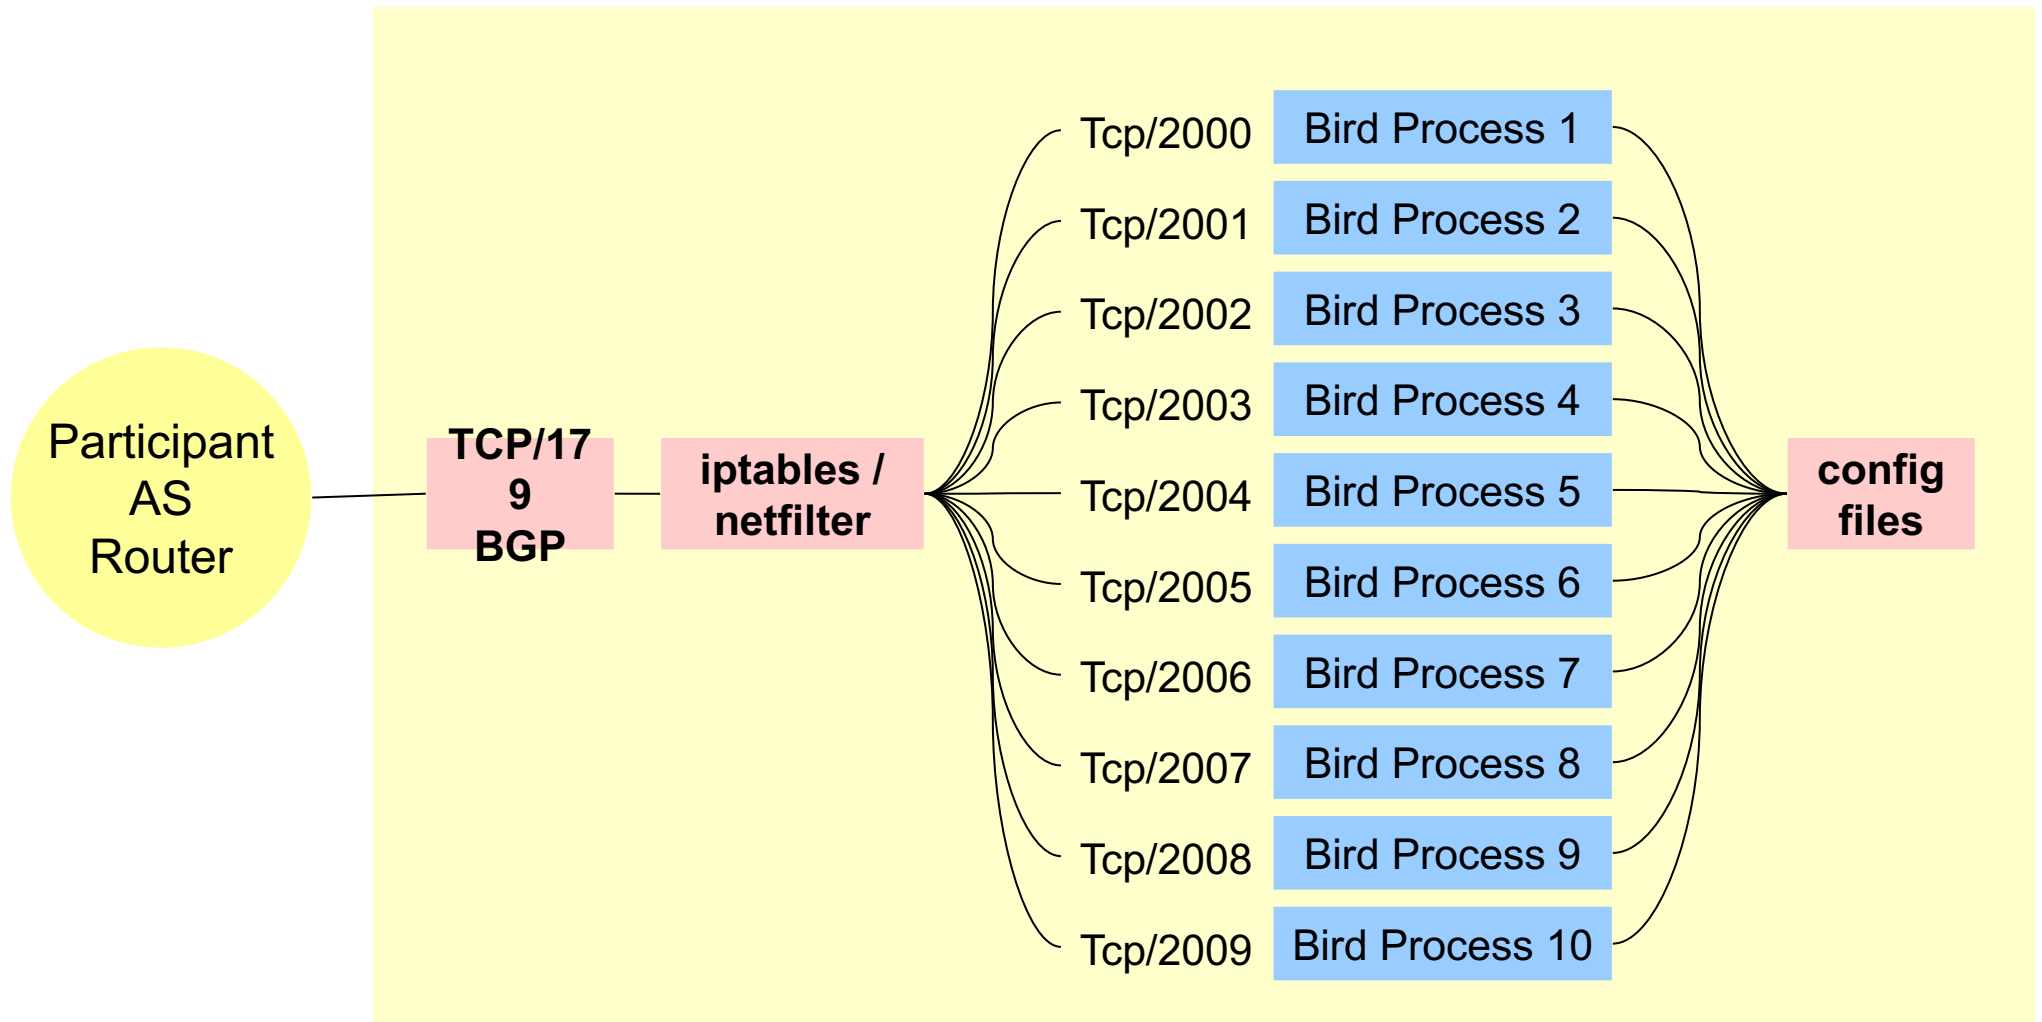 Participant
AS
Router
TCP/17
9
BGP
iptables /
netfilter
Tcp/2000
Bird Process 1
Tcp/2001
Bird Process 2
Tcp/2002
Bird Process 3
Tcp/2003
Bird Process 4
Tcp/2004
Bird Process 5
Tcp/2005
Bird Process 6
Tcp/2006
Bird Process 7
Tcp/2007
Bird Process 8
Tcp/2008
Bird Process 9
Tcp/2009
Bird Process 10
config
files